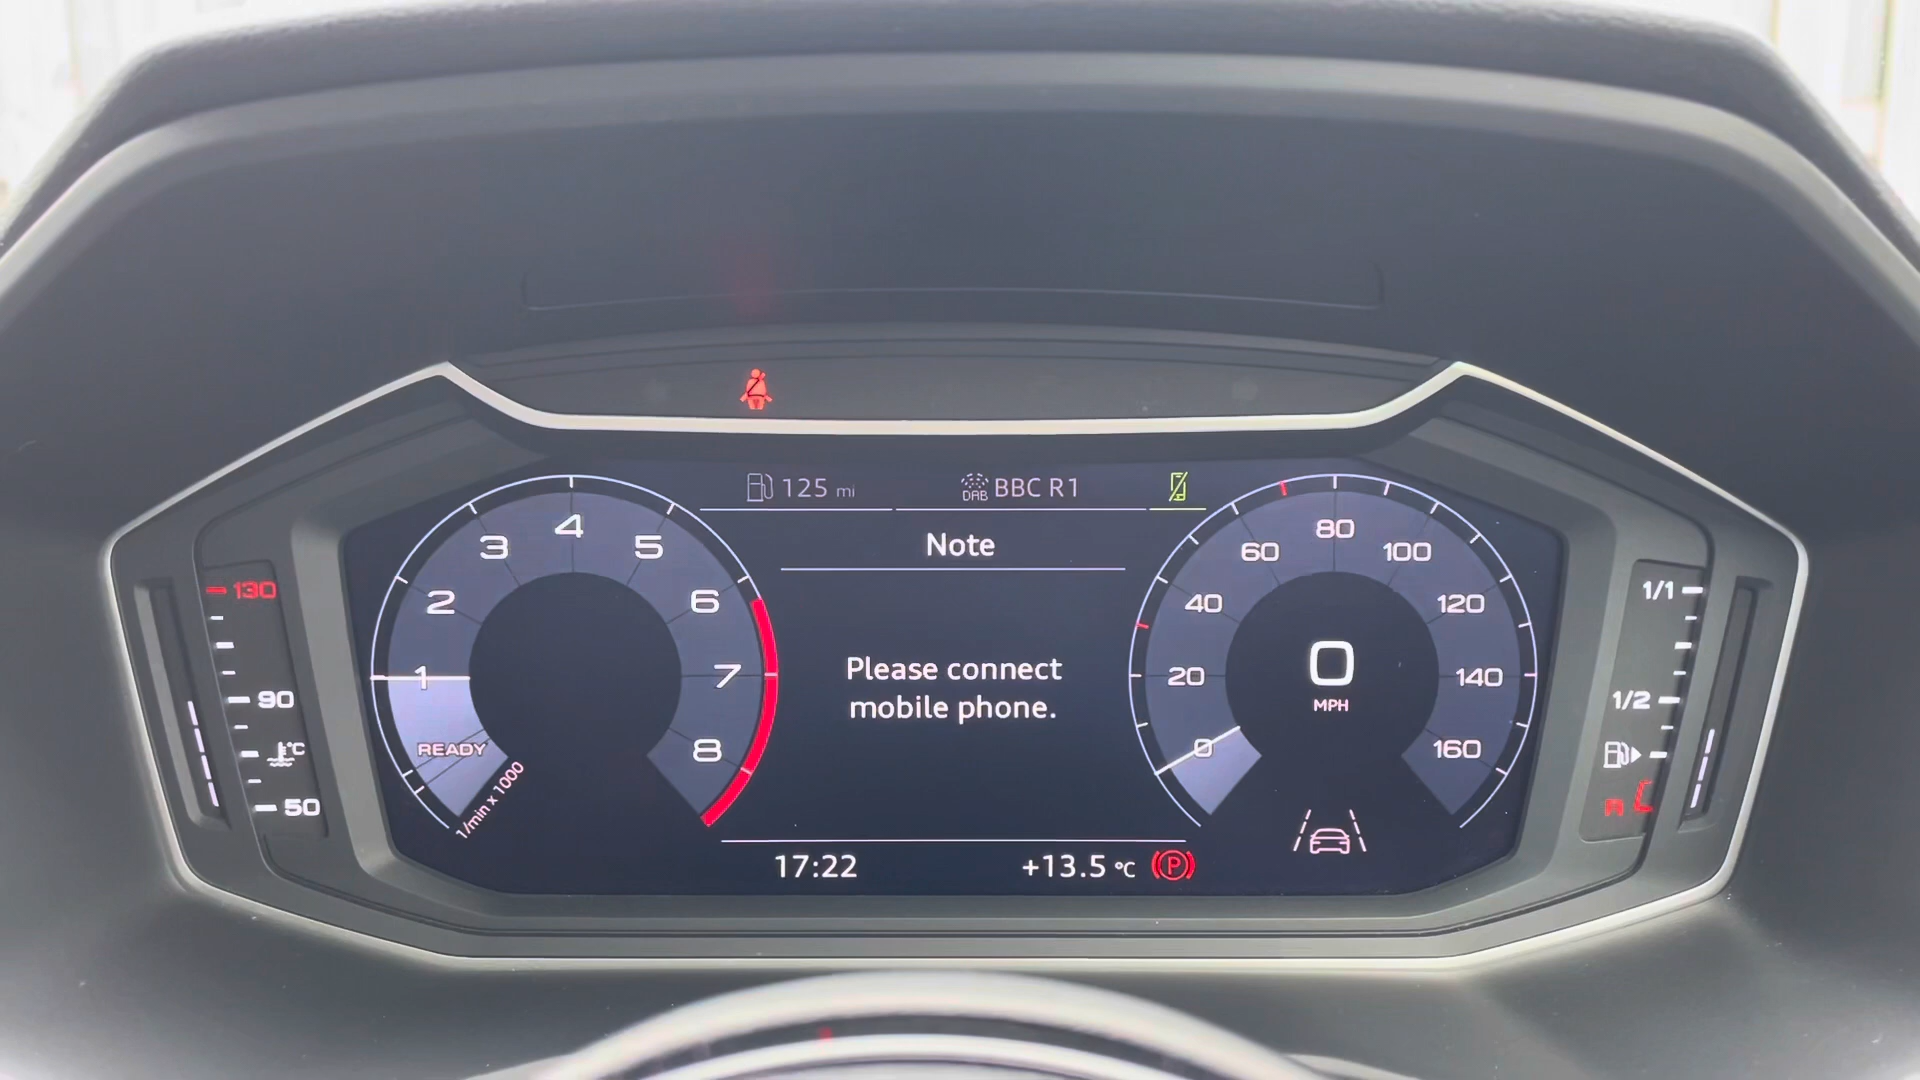 125 mi
DAB BBC R1
Note
Please connect
mobile phone.
17:22
+13.5 °C
P
1
2
3
4
5
6
7
8
READY
1/min x 1000
0
20
40
60
80
100
120
140
160
0
MPH
130
90
°C
50
1/1
1/2